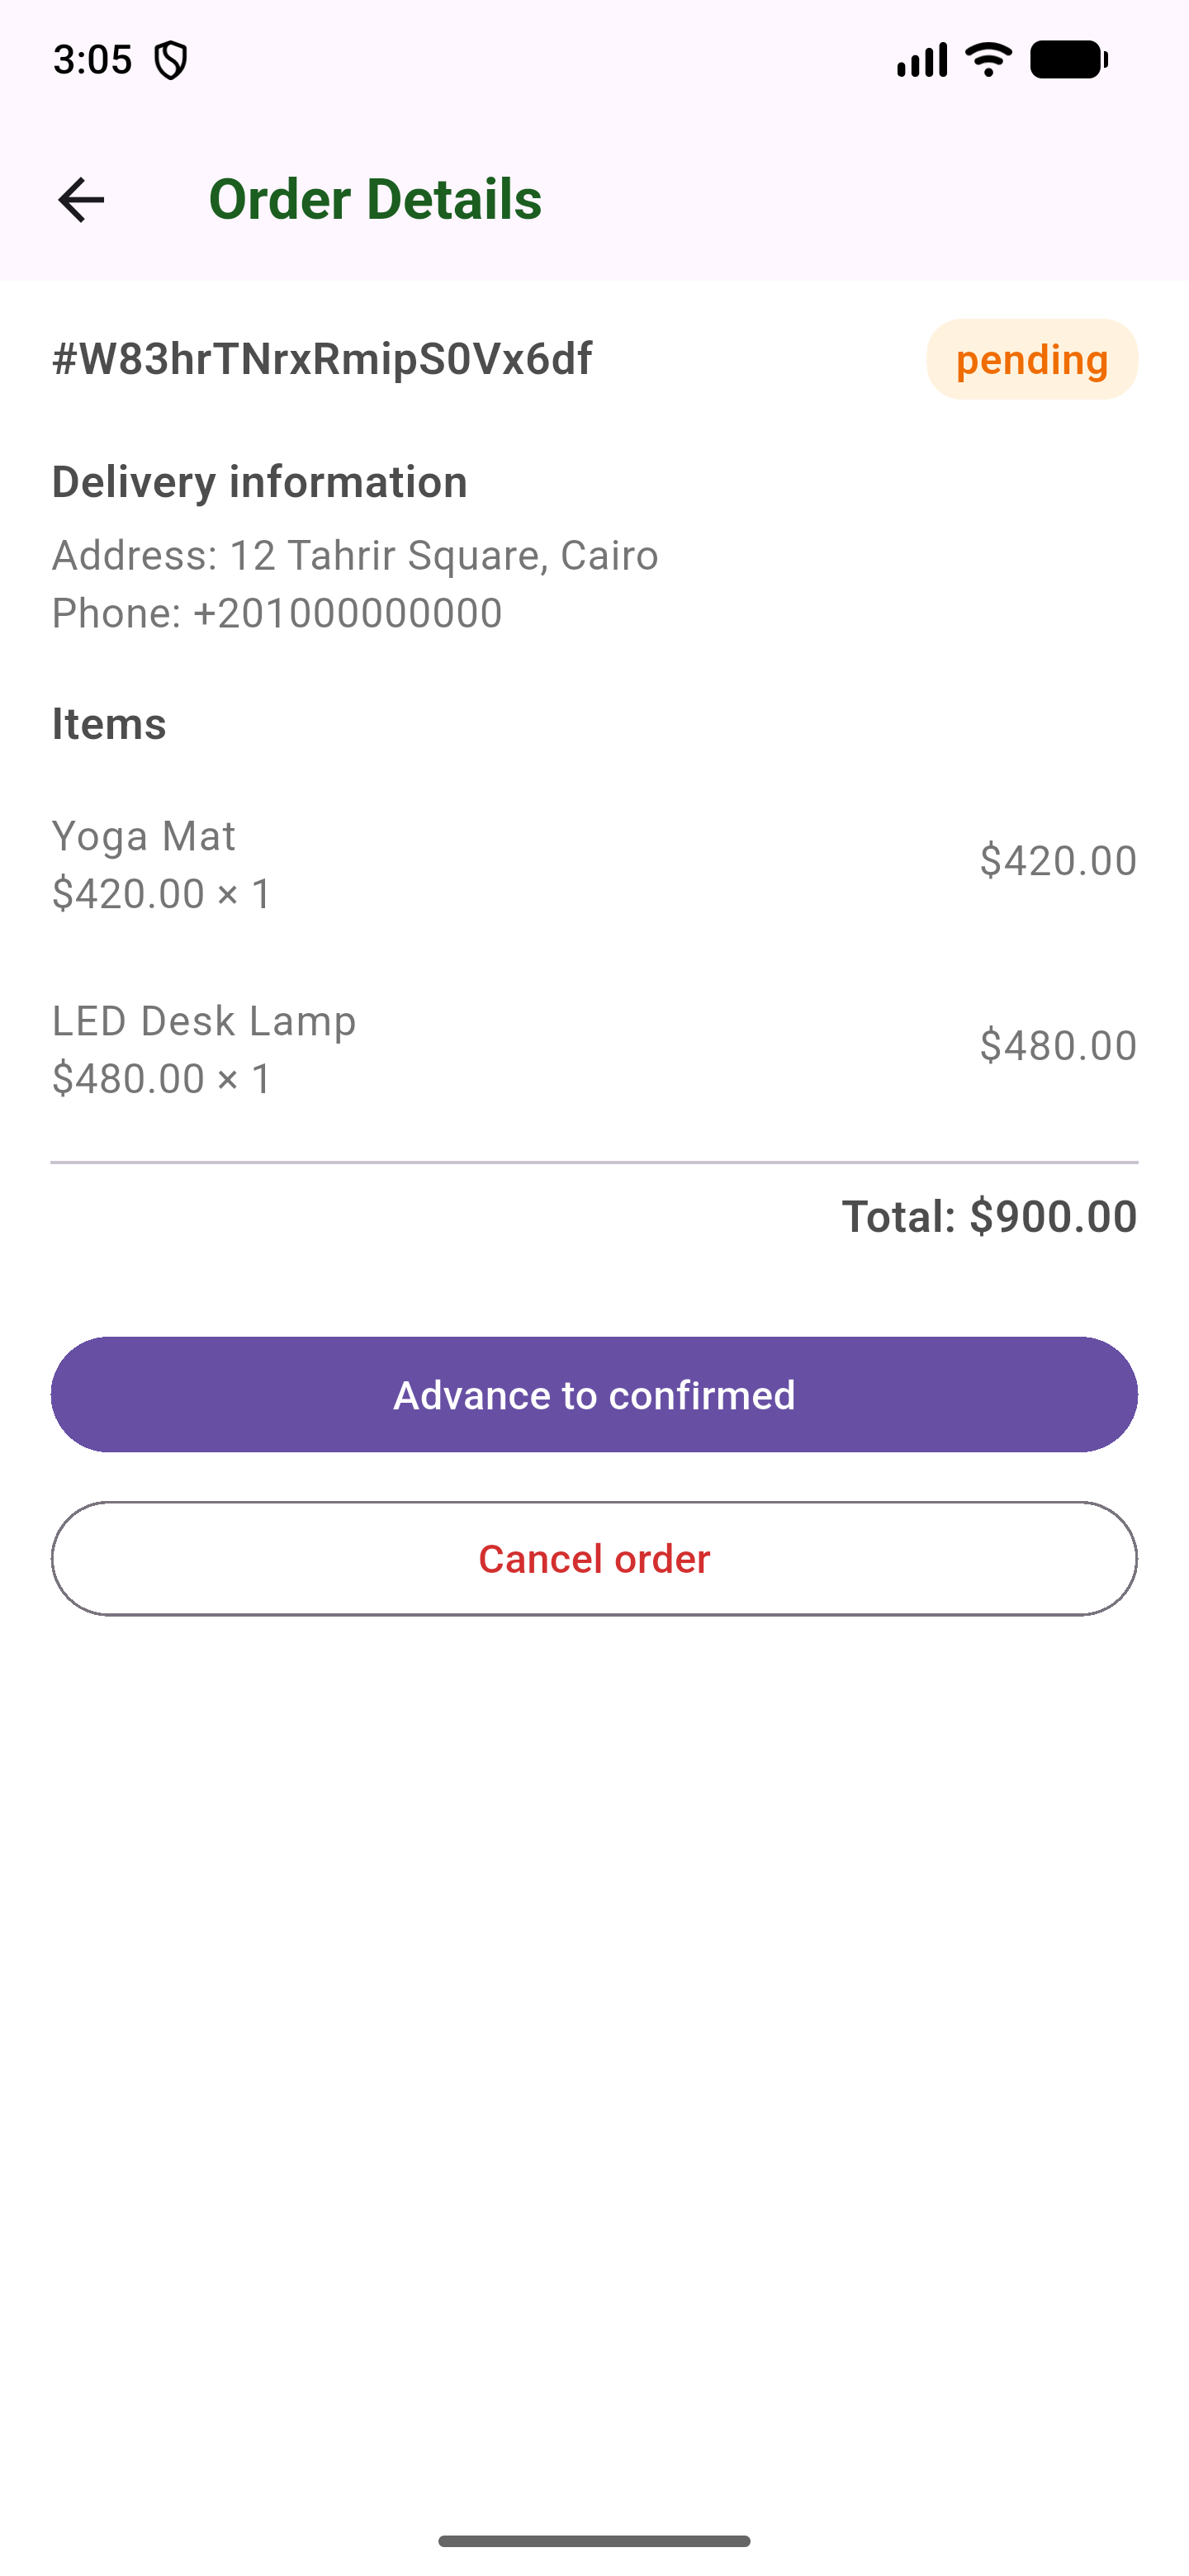 3:05
Order Details
#W83hrTNrxRmipS0Vx6df
pending
Delivery information
Address: 12 Tahrir Square, Cairo
Phone: +201000000000
Items
Yoga Mat
$420.00 × 1
$420.00
LED Desk Lamp
$480.00 × 1
$480.00
Total: $900.00
Advance to confirmed
Cancel order